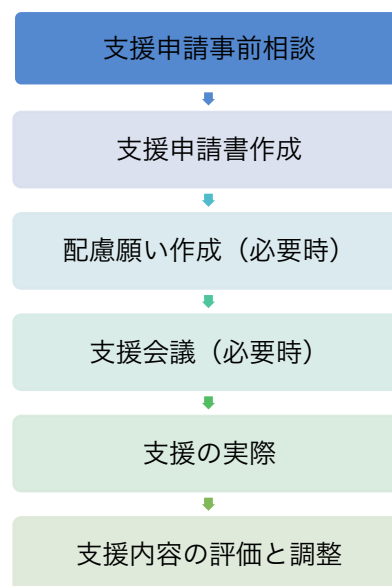 支援申請事前相談
支援申請書作成
配慮願い作成（必要時）
支援会議（必要時）
支援の実際
支援内容の評価と調整